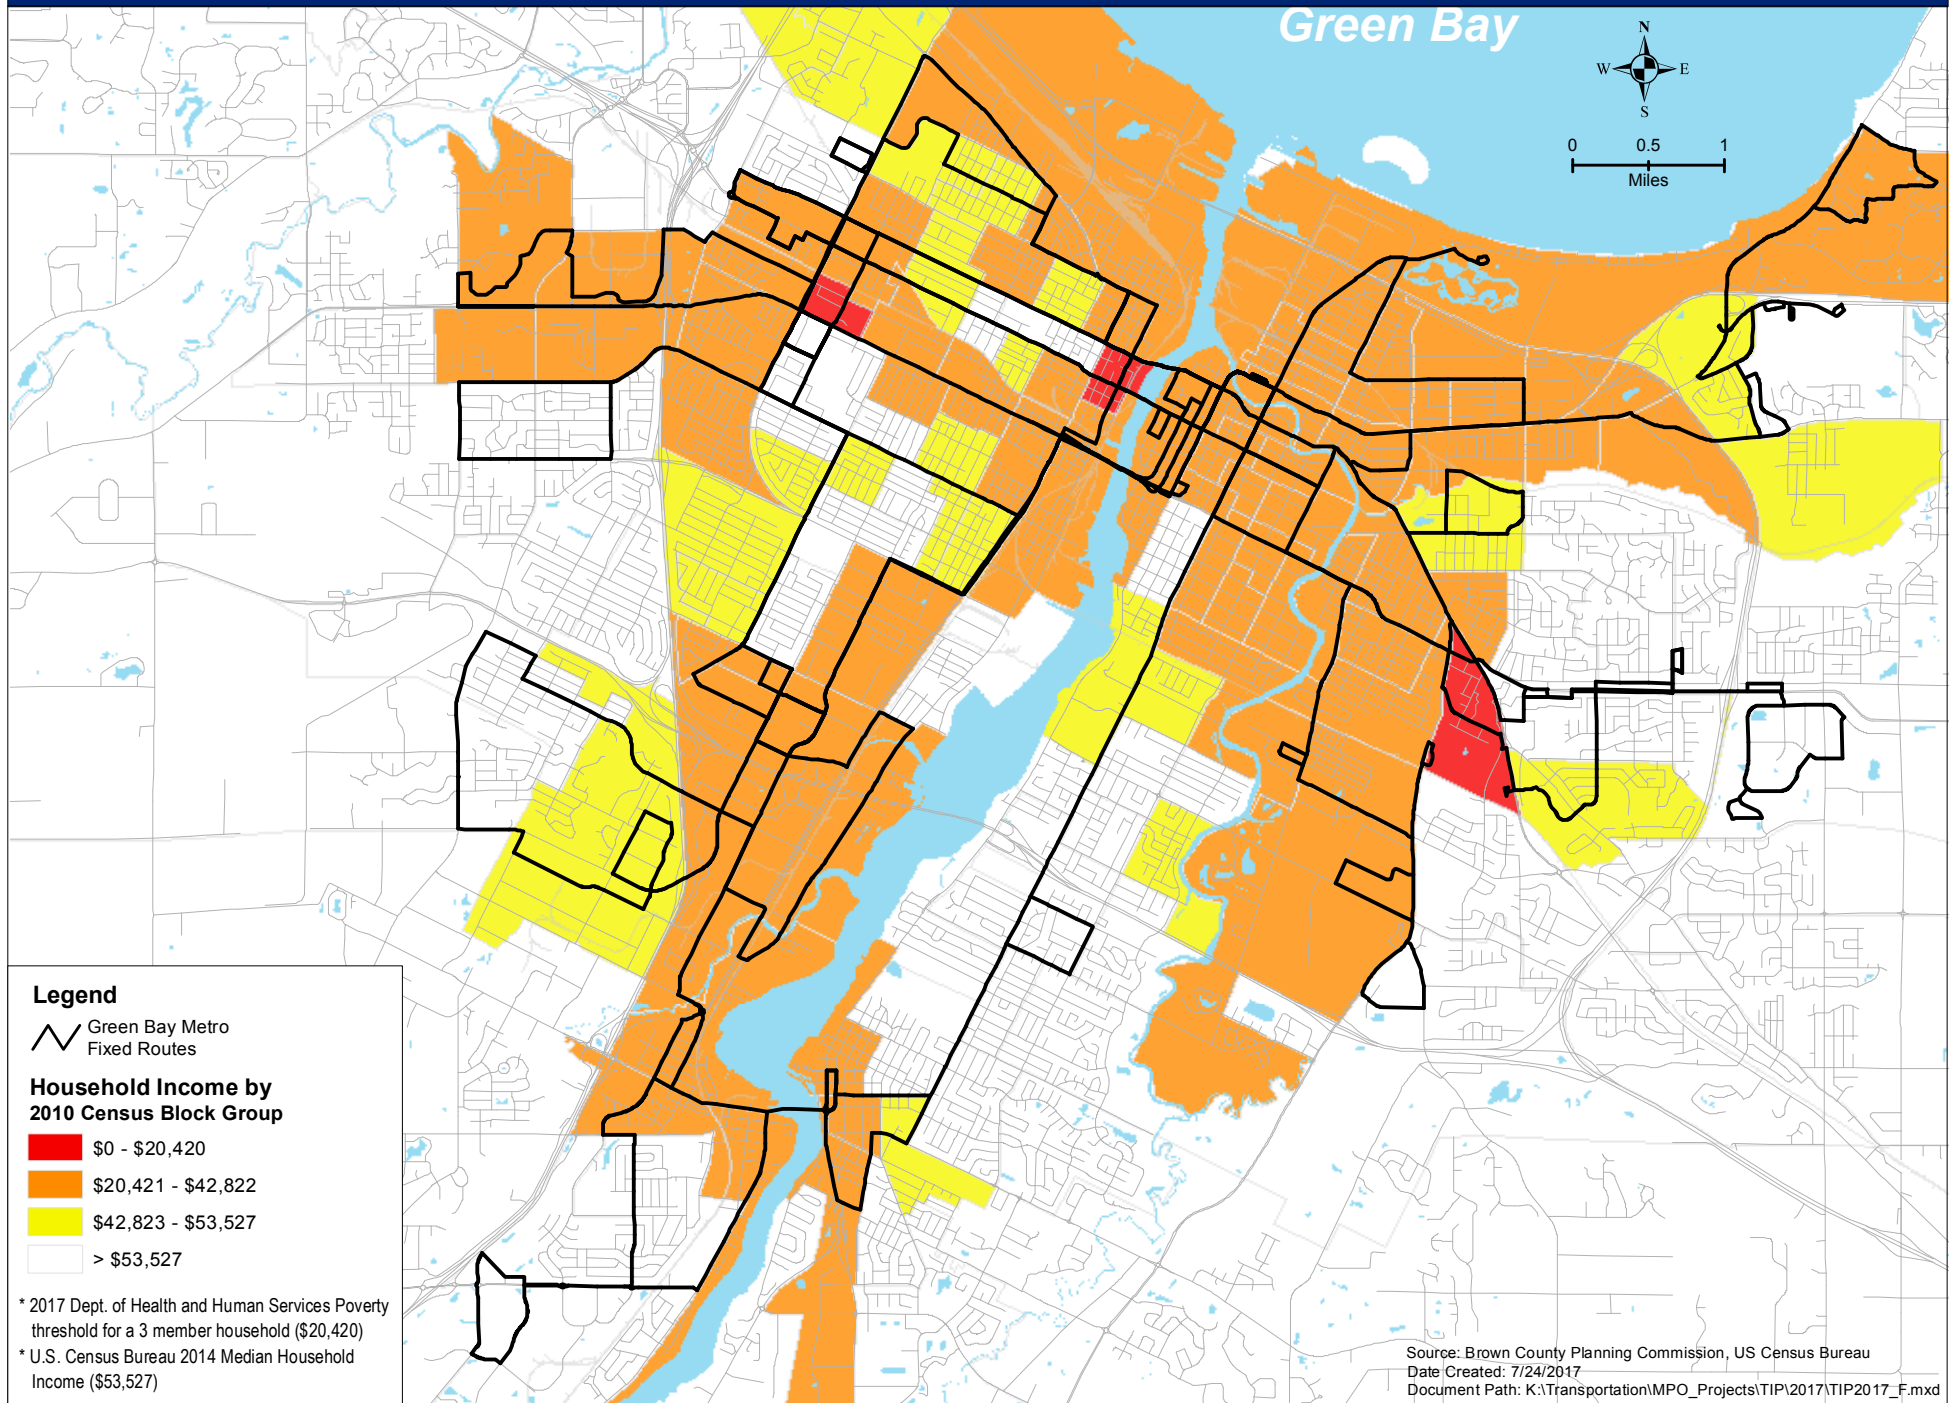 Green Bay
N
W E
S
0 0.5 1
Miles
Legend
Green Bay Metro
Fixed Routes
Household Income by
2010 Census Block Group
$0 - $20,420
$20,421 - $42,822
$42,823 - $53,527
> $53,527
* 2017 Dept. of Health and Human Services Poverty
threshold for a 3 member household ($20,420)
* U.S. Census Bureau 2014 Median Household
Income ($53,527)
Source: Brown County Planning Commission, US Census Bureau
Date Created: 7/24/2017
Document Path: K:\Transportation\MPO_Projects\TIP\2017\TIP2017_F.mxd